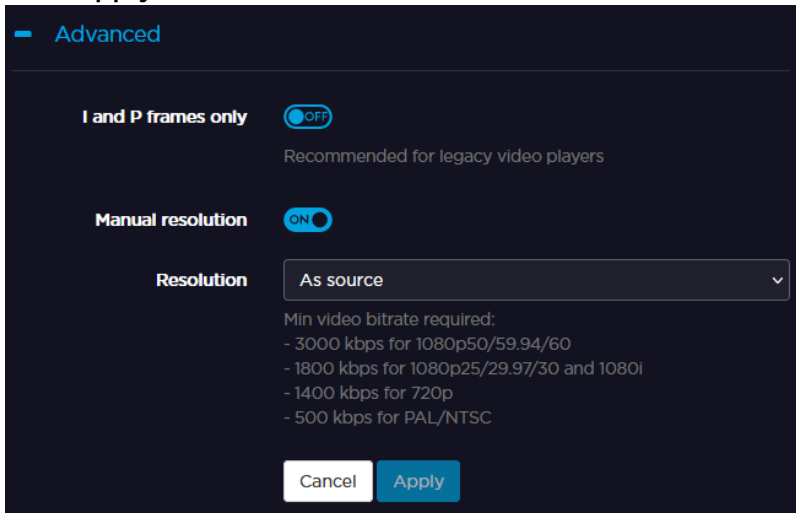 Advanced
I and P frames only OFF
Recommended for legacy video players
Manual resolution ON
Resolution As source
Min video bitrate required:
- 3000 kbps for 1080p50/59.94/60
- 1800 kbps for 1080p25/29.97/30 and 1080i
- 1400 kbps for 720p
- 500 kbps for PAL/NTSC
Cancel Apply